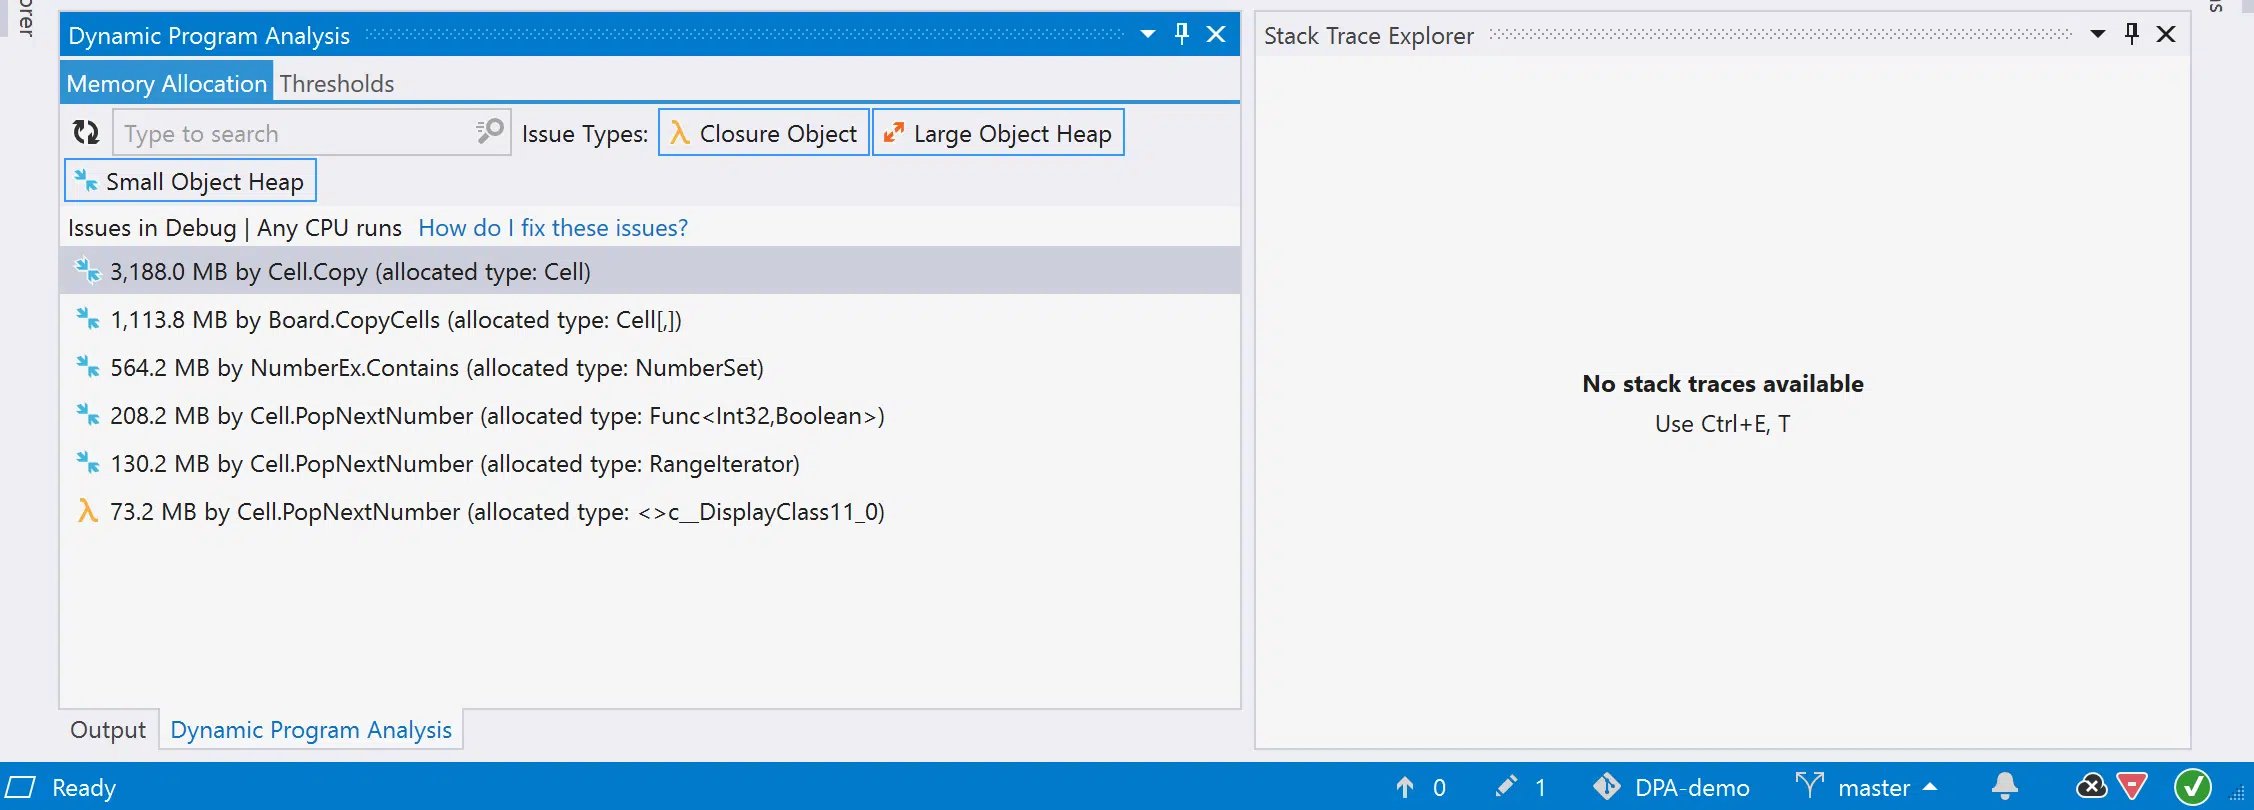 orer
Dynamic Program Analysis
Memory Allocation Thresholds
Type to search Issue Types: Closure Object Large Object Heap
Small Object Heap
Issues in Debug | Any CPU runs How do I fix these issues?
3,188.0 MB by Cell.Copy (allocated type: Cell)
1,113.8 MB by Board.CopyCells (allocated type: Cell[,])
564.2 MB by NumberEx.Contains (allocated type: NumberSet)
208.2 MB by Cell.PopNextNumber (allocated type: Func<Int32,Boolean>)
130.2 MB by Cell.PopNextNumber (allocated type: RangeIterator)
73.2 MB by Cell.PopNextNumber (allocated type: <>c__DisplayClass11_0)
Output Dynamic Program Analysis
Stack Trace Explorer
No stack traces available
Use Ctrl+E, T
Ready 0 1 DPA-demo master